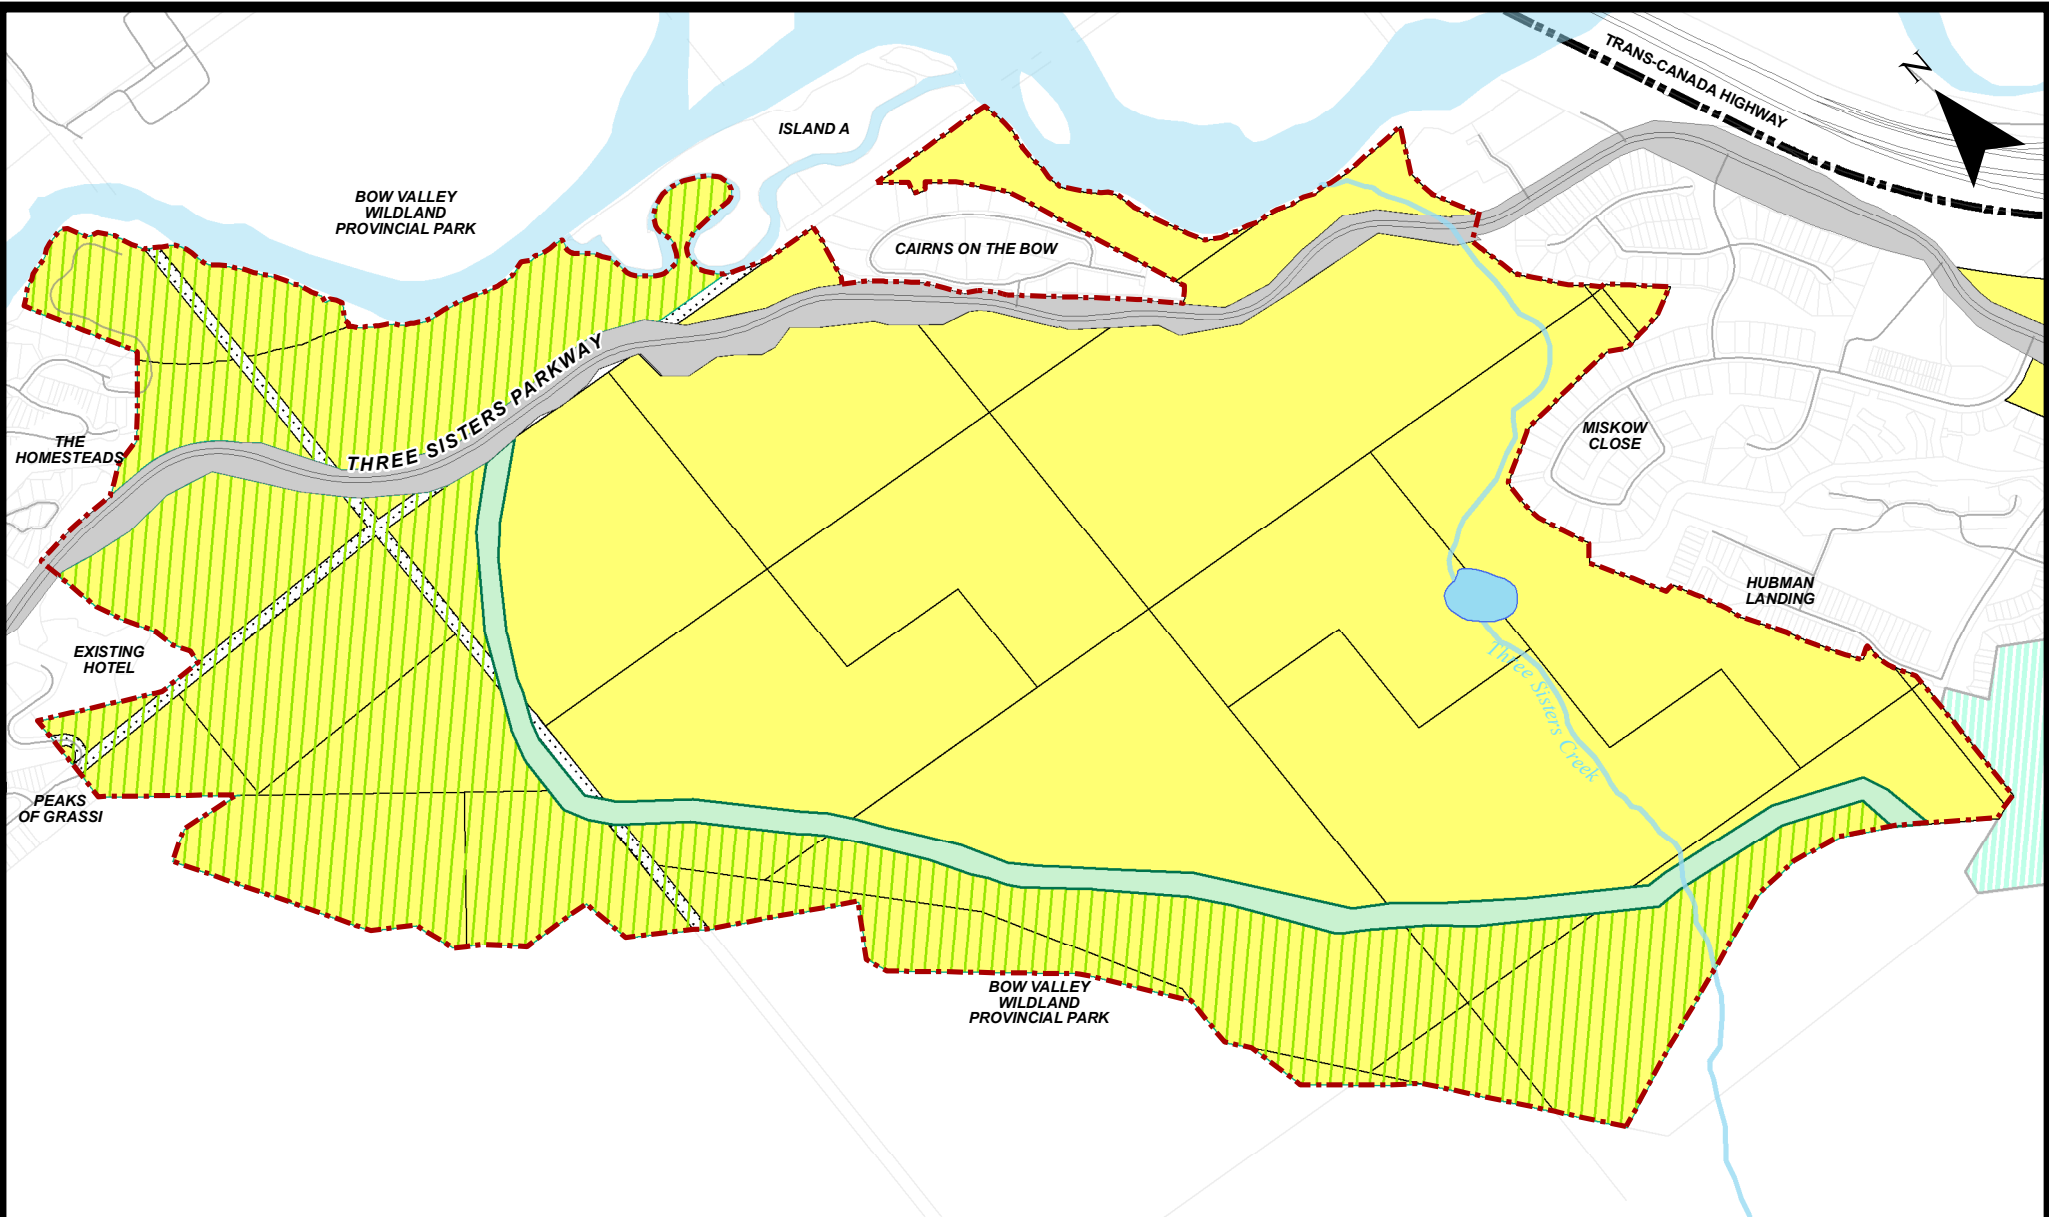 TRANS-CANADA HIGHWAY
N
ISLAND A
BOW VALLEY
WILDLAND
PROVINCIAL PARK
CAIRNS ON THE BOW
THREE SISTERS PARKWAY
THE
HOMESTEADS
MISKOW
CLOSE
HUBMAN
LANDING
EXISTING
HOTEL
Three Sisters Creek
PEAKS
OF GRASSI
BOW VALLEY
WILDLAND
PROVINCIAL PARK